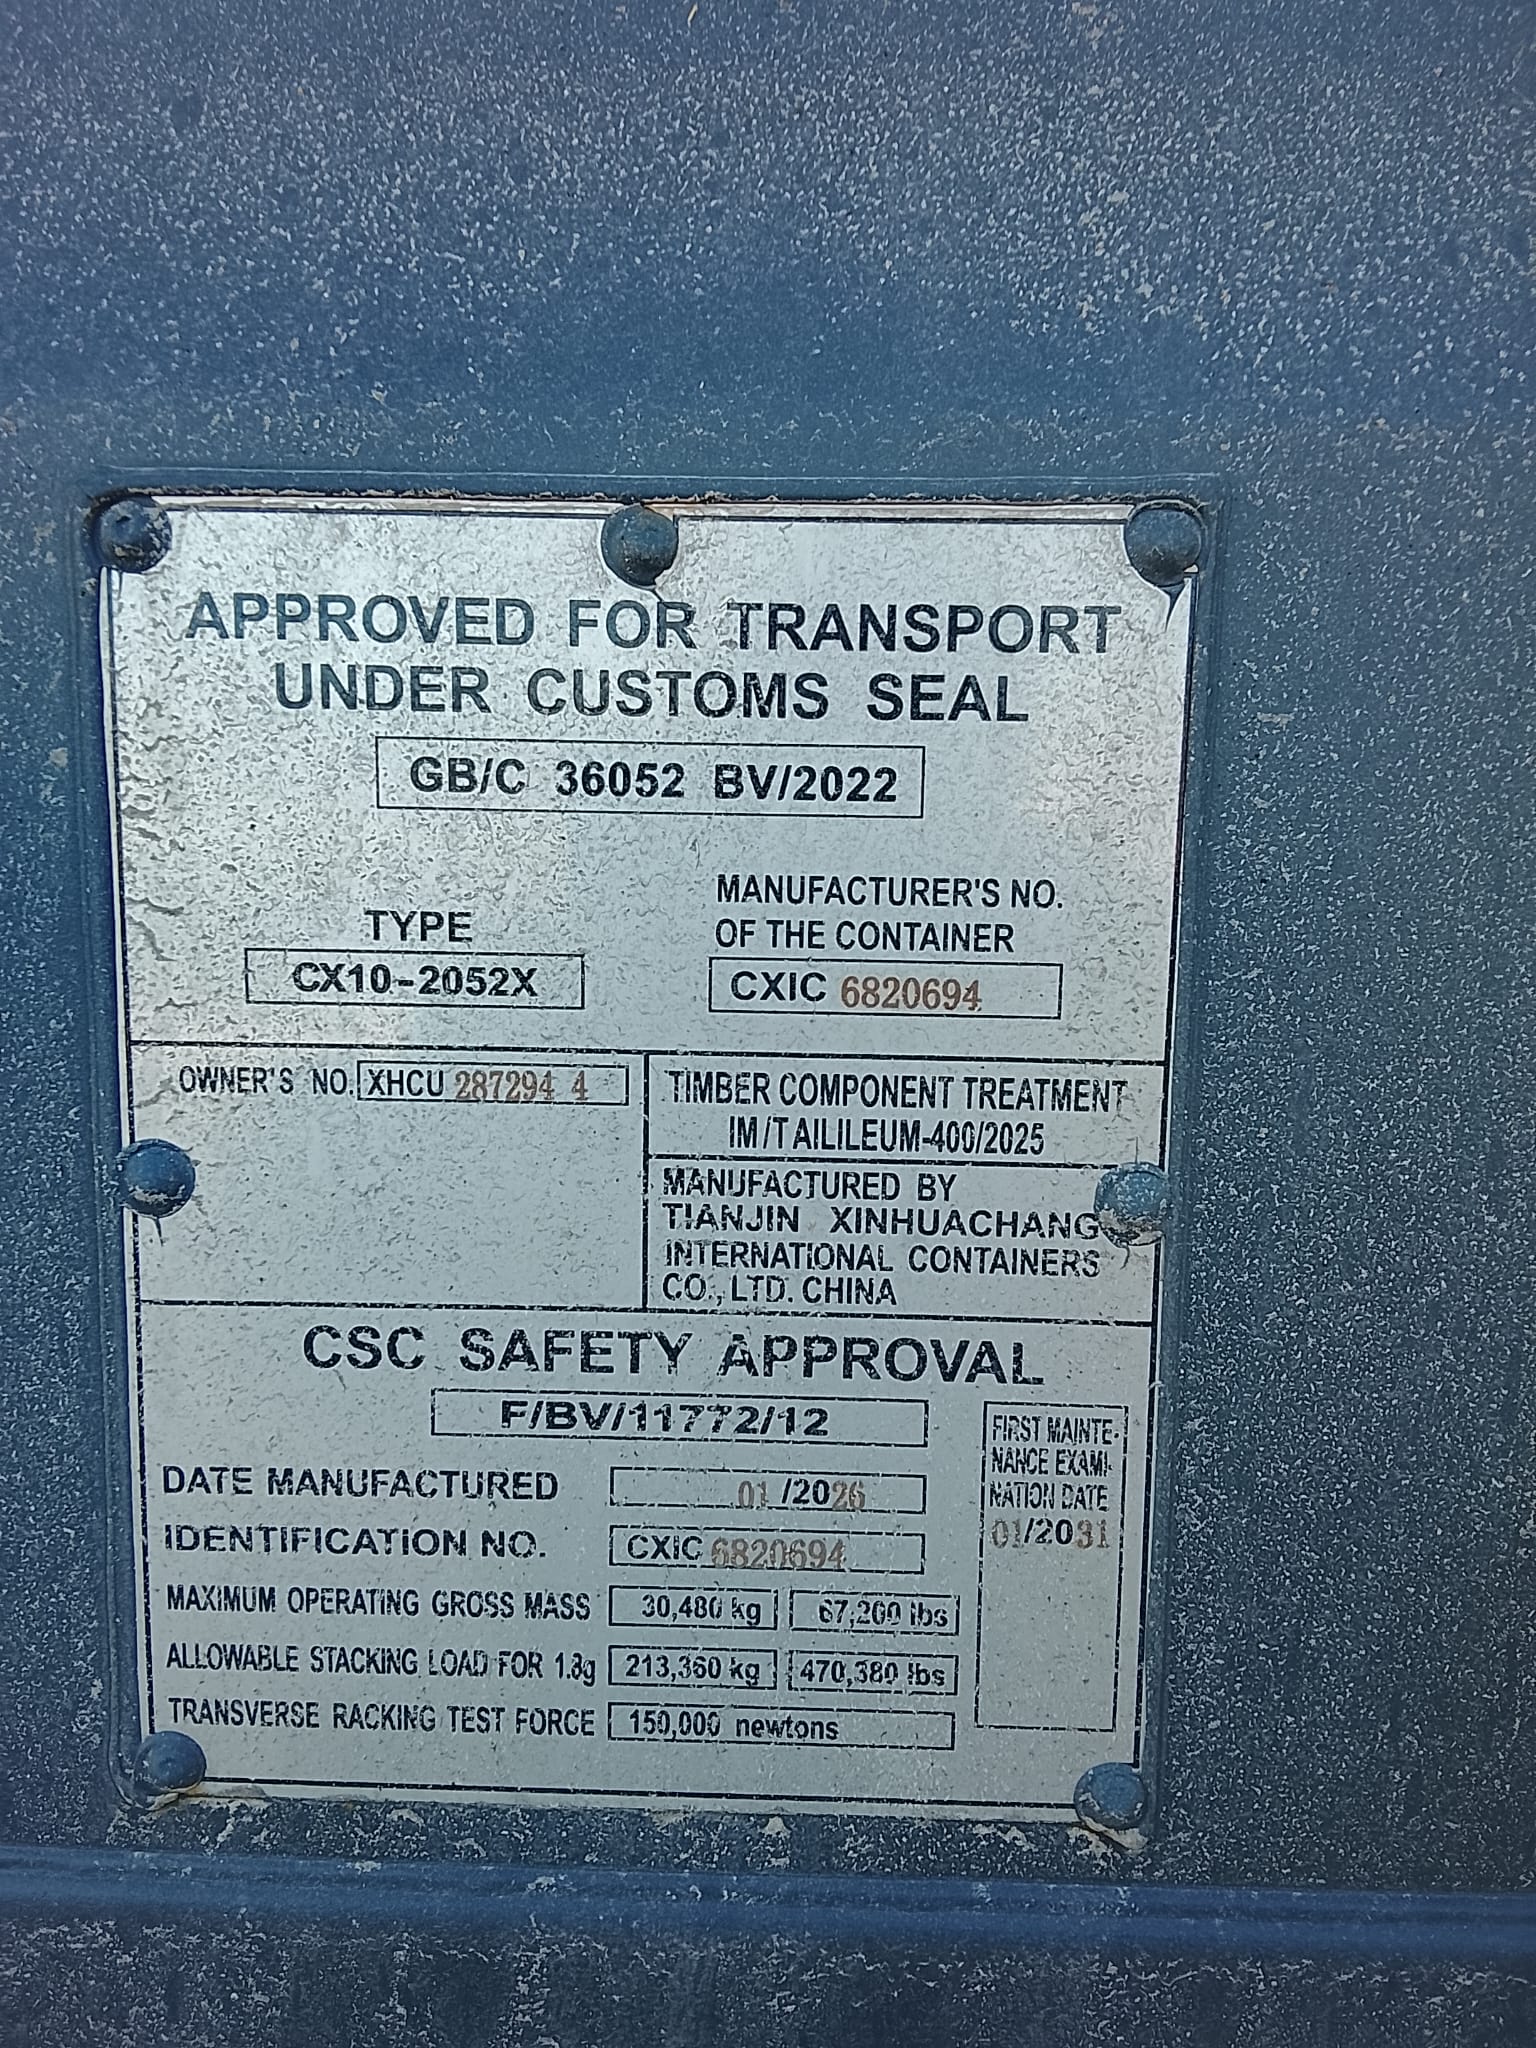 APPROVED FOR TRANSPORT
UNDER CUSTOMS SEAL
GB/C 36052 BV/2022
TYPE
CX10-2052X
MANUFACTURER'S NO.
OF THE CONTAINER
CXIC 6820694
OWNER'S NO. XHCU 287294 4
TIMBER COMPONENT TREATMENT
IM/TAILILEUM-400/2025
MANUFACTURED BY
TIANJIN XINHUACHANG
INTERNATIONAL CONTAINERS
CO., LTD. CHINA
CSC SAFETY APPROVAL
F/BV/11772/12
DATE MANUFACTURED 01/2026
IDENTIFICATION NO. CXIC 6820694
MAXIMUM OPERATING GROSS MASS 30,480 kg 67,200 lbs
ALLOWABLE STACKING LOAD FOR 1.8g 213,360 kg 470,380 lbs
TRANSVERSE RACKING TEST FORCE 150,000 newtons
FIRST MAINTE-
NANCE EXAMI-
NATION DATE
01/2031